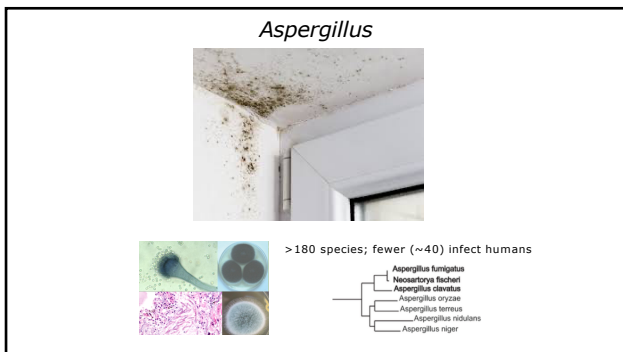 Aspergillus
>180 species; fewer (~40) infect humans
Aspergillus fumigatus
Neosartorya fischeri
Aspergillus clavatus
Aspergillus oryzae
Aspergillus terreus
Aspergillus nidulans
Aspergillus niger